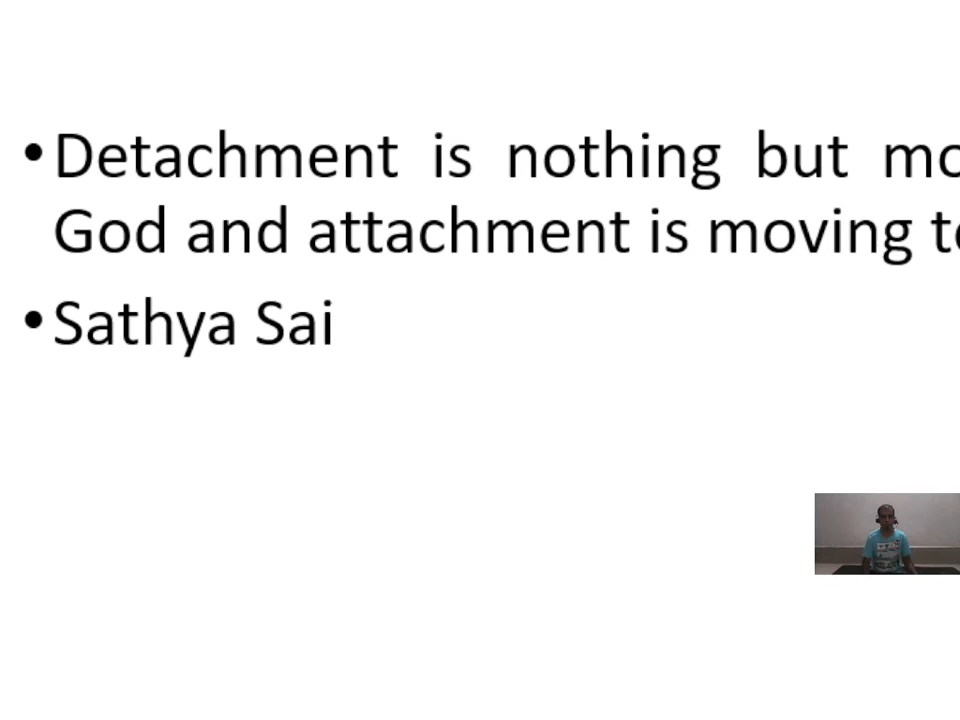 • Detachment is nothing but
God and attachment is moving
• Sathya Sai